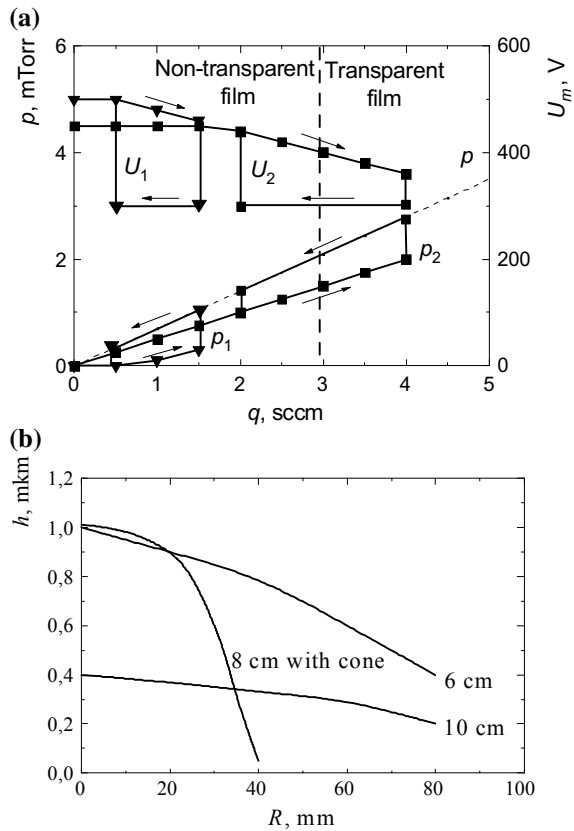 (a)
6
600
Non-transparent film
Transparent film
p, mTorr
U_m, V
4
400
U_1
U_2
p
2
200
p_2
p_1
0
0
0
1
2
3
4
5
q, sccm
(b)
1,2
h, mkm
1,0
0,8
0,6
8 cm with cone
6 cm
0,4
10 cm
0,2
0,0
0
20
40
60
80
100
R, mm